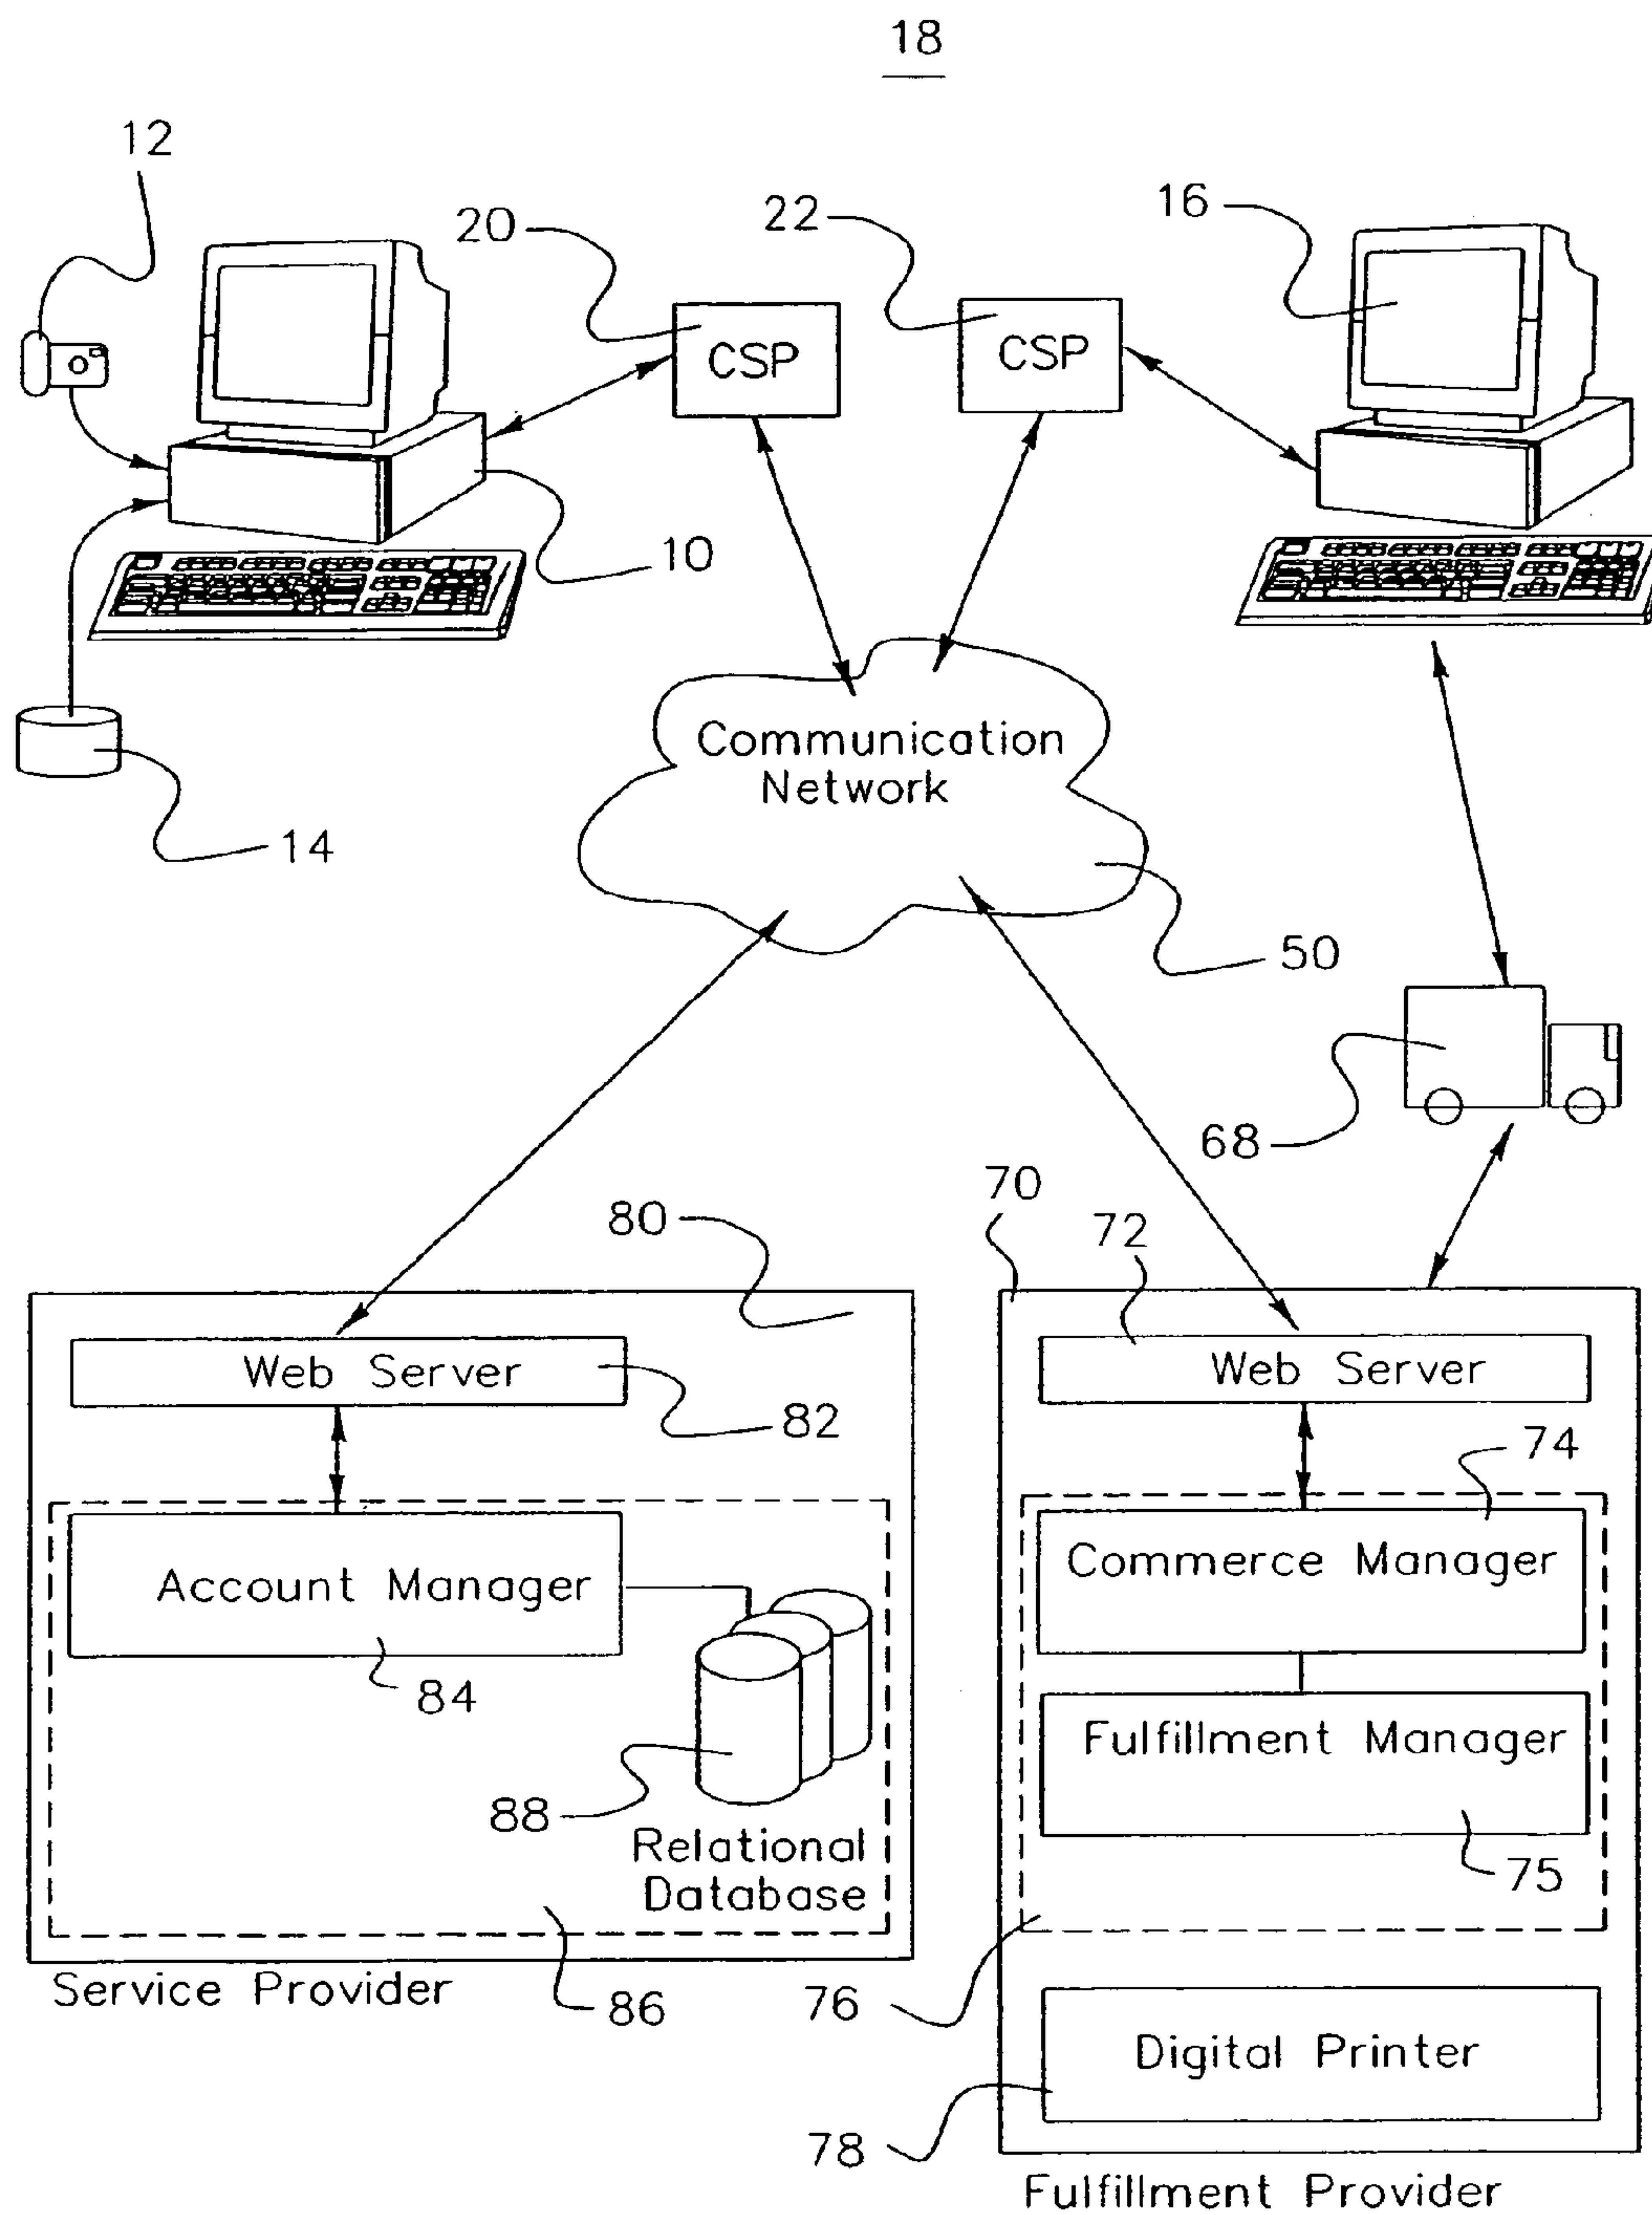 18
12
20
22
16
CSP
CSP
10
Communication
Network
14
50
68
70
80
72
Web Server
Web Server
82
74
Commerce Manager
Account Manager
84
Fulfillment Manager
88
Relational
Database
75
Service Provider
86
76
Digital Printer
78
Fulfillment Provider